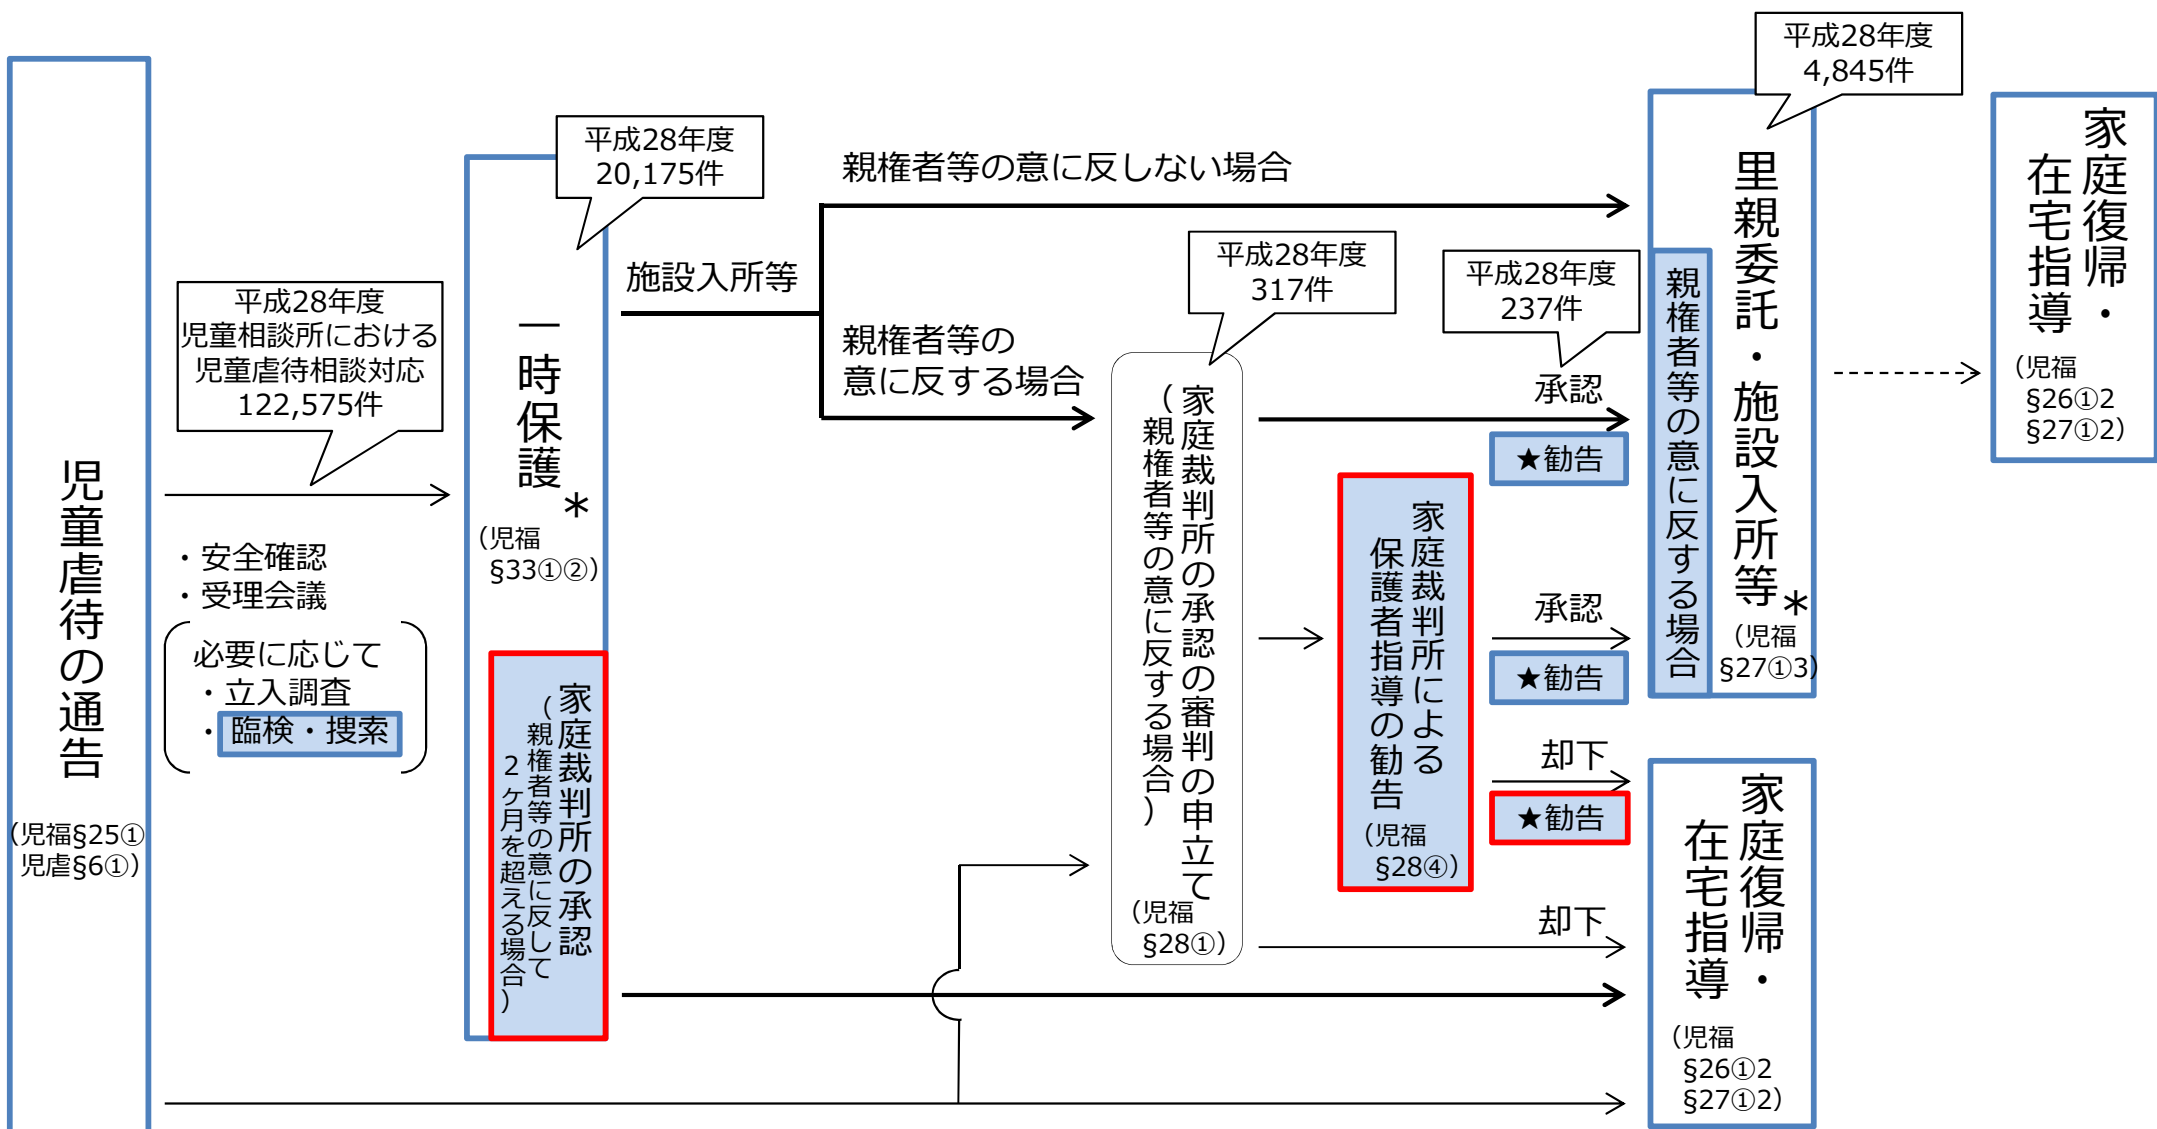 児童虐待の通告
（児福§25①
児虐§6①）
平成28年度
児童相談所における
児童虐待相談対応
122,575件
・安全確認
・受理会議
必要に応じて
・立入調査
・臨検・捜索
平成28年度
20,175件
一時保護＊
（児福
§33①②）
家庭裁判所の承認
（親権者等の意に反して
２ヶ月を超える場合）
施設入所等
親権者等の意に反しない場合
親権者等の
意に反する場合
平成28年度
317件
家庭裁判所の承認の審判の申立て
（親権者等の意に反する場合）
（児福
§28①）
家庭裁判所による
保護者指導の勧告
（児福
§28④）
平成28年度
237件
承認
★勧告
承認
★勧告
却下
★勧告
却下
平成28年度
4,845件
里親委託・施設入所等＊
（児福
§27①3）
親権者等の意に反する場合
家庭復帰・
在宅指導
（児福
§26①2
§27①2）
家庭復帰・
在宅指導
（児福
§26①2
§27①2）